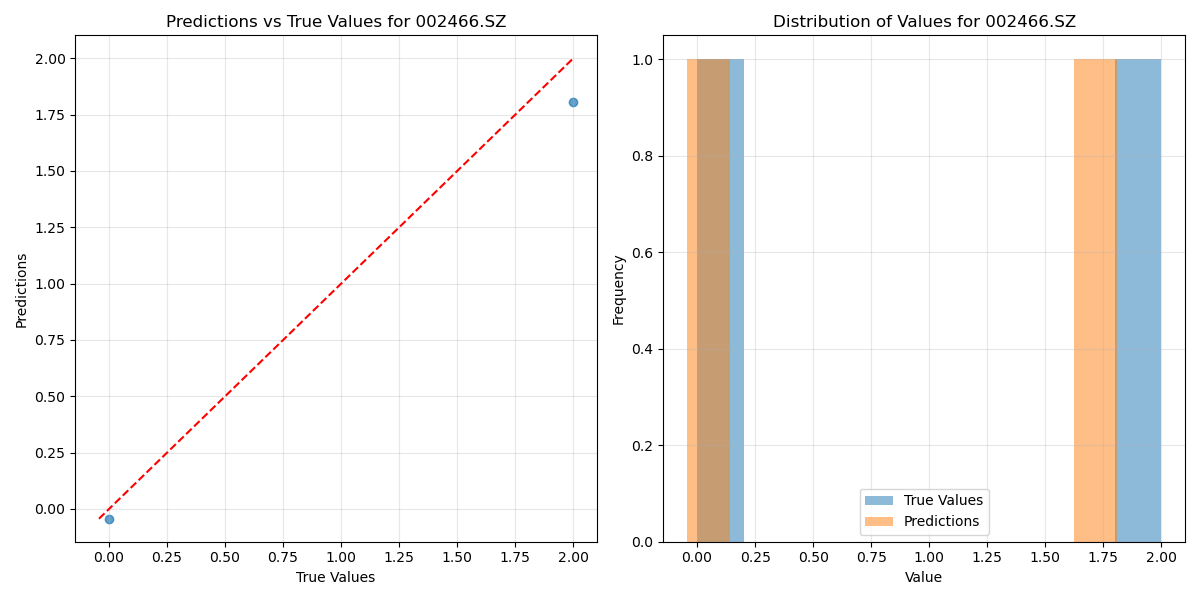 Predictions vs True Values for 002466.SZ
2.00
1.75
1.50
1.25
1.00
0.75
0.50
0.25
0.00
Predictions
0.00 0.25 0.50 0.75 1.00 1.25 1.50 1.75 2.00
True Values
Distribution of Values for 002466.SZ
1.0
0.8
0.6
0.4
0.2
0.0
Frequency
True Values
Predictions
0.00 0.25 0.50 0.75 1.00 1.25 1.50 1.75 2.00
Value